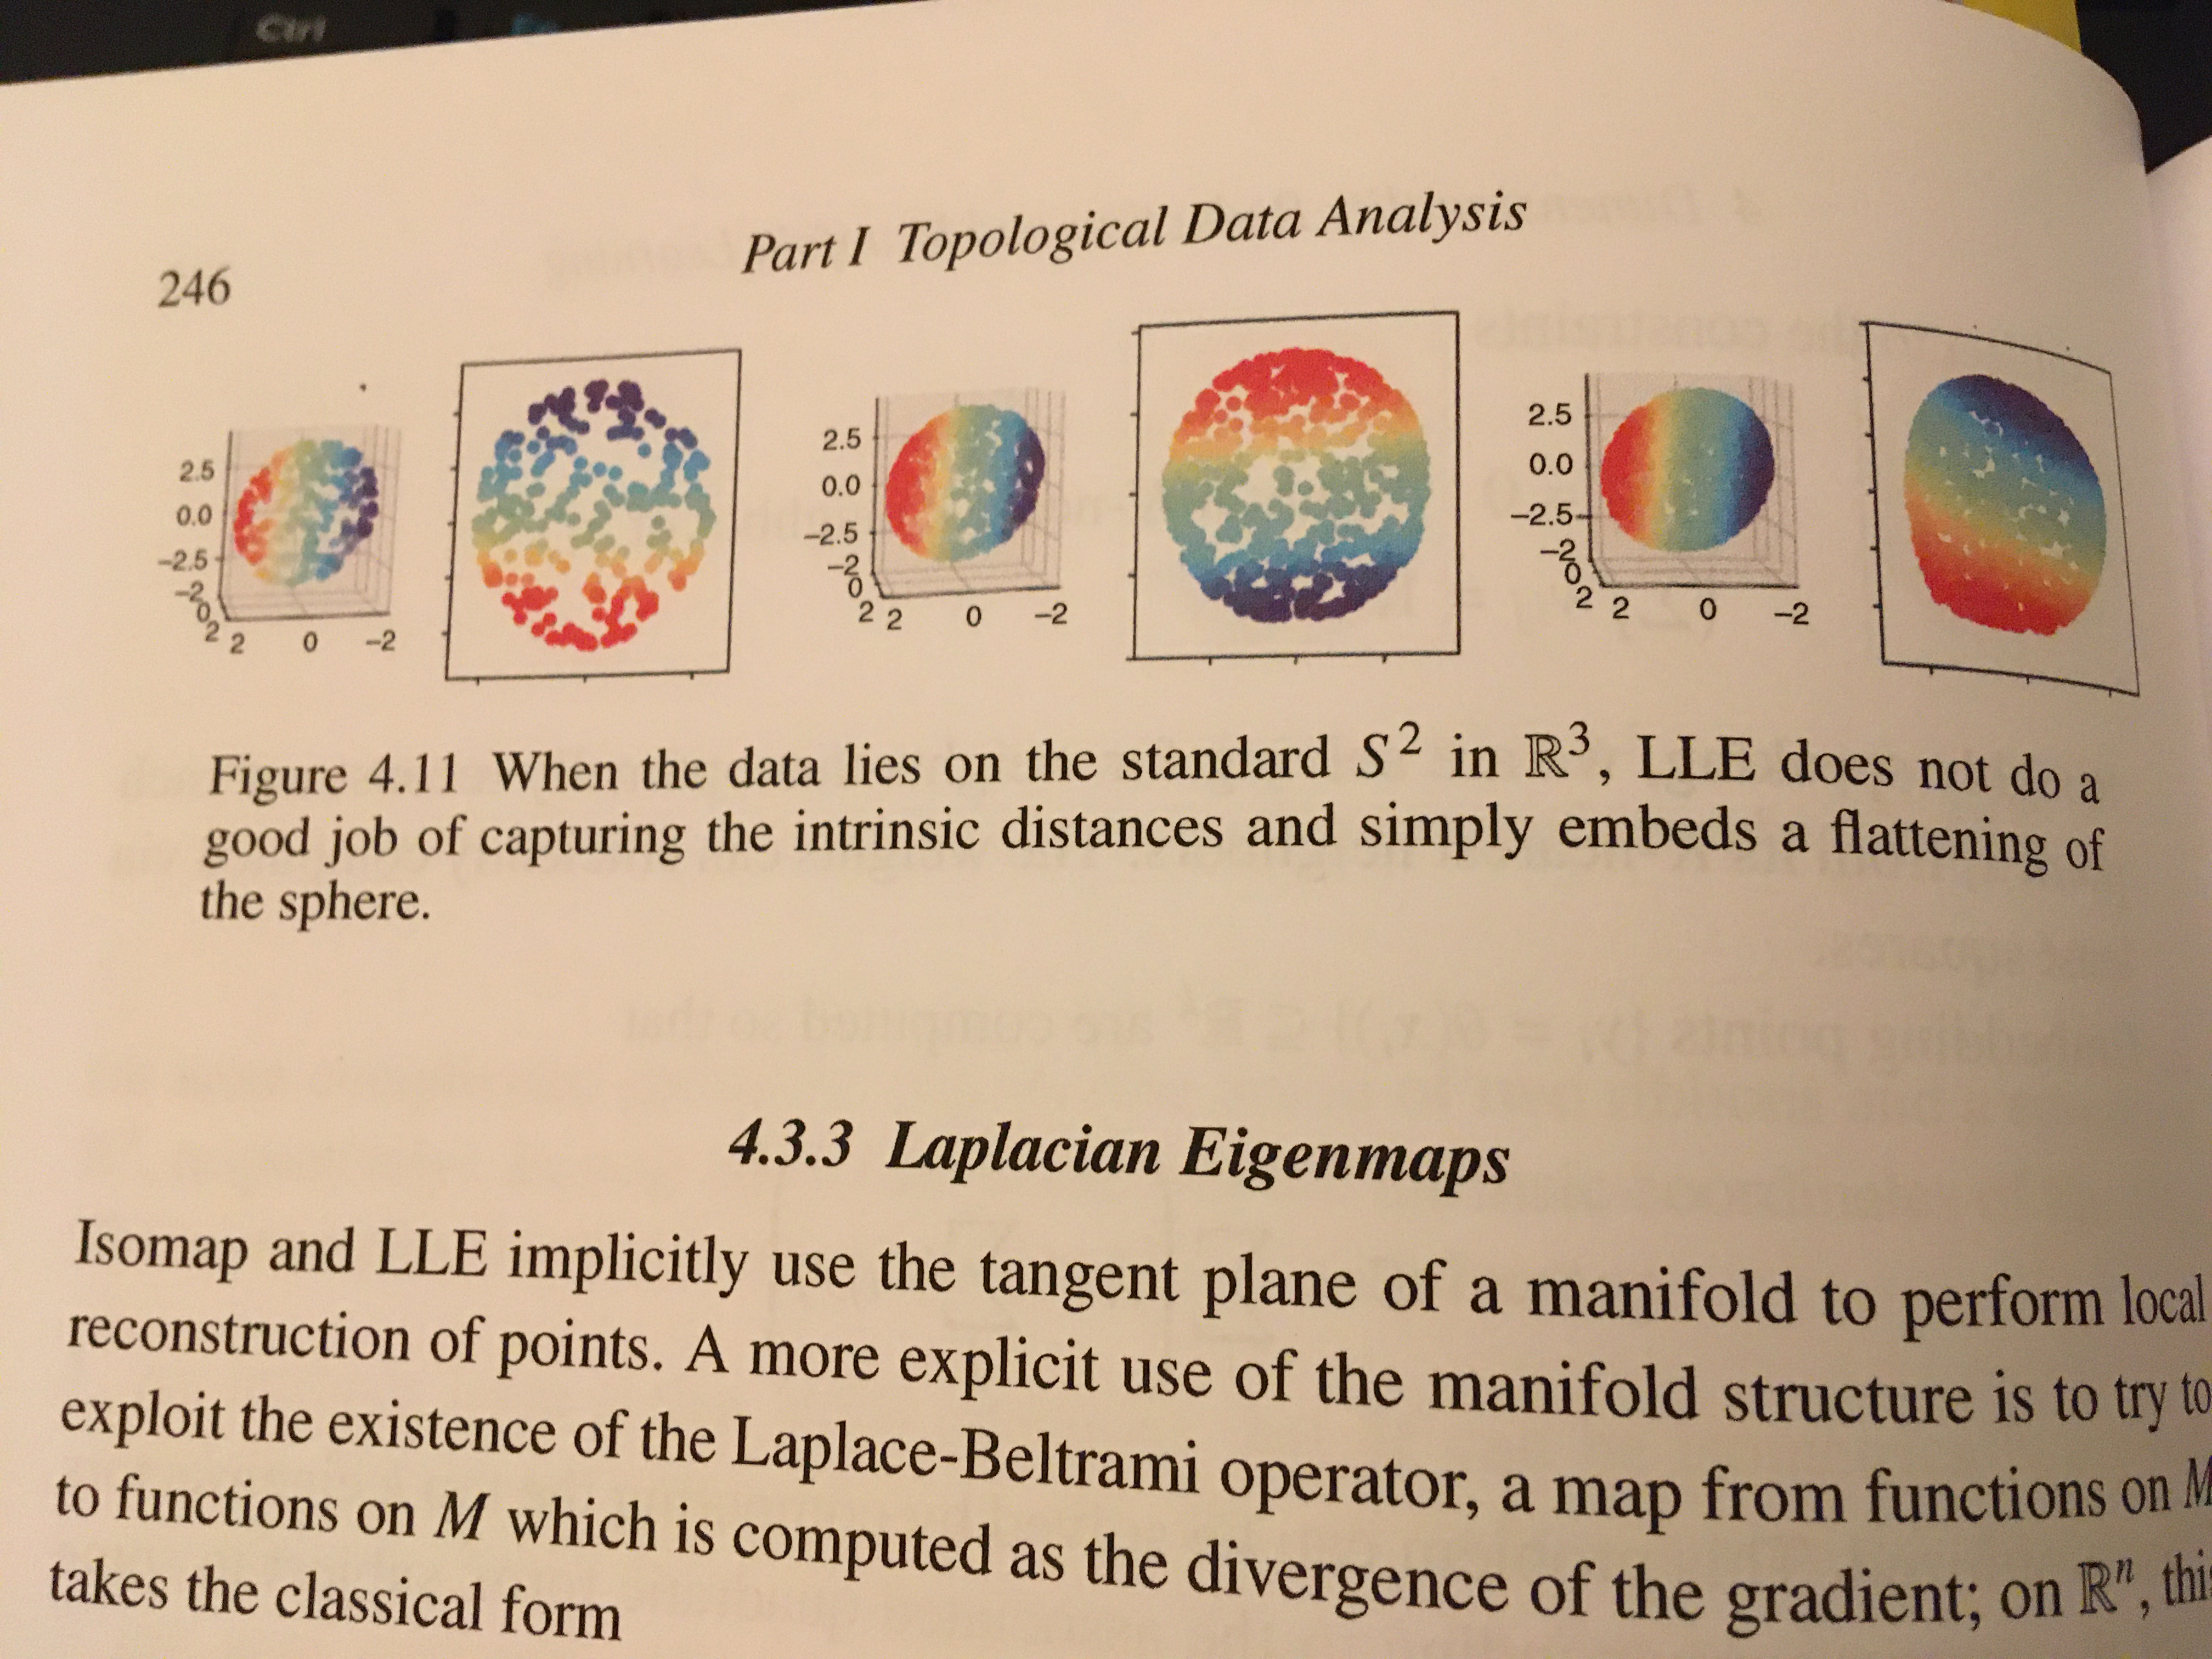 Ctrl
Part I Topological Data Analysis
246
2.5
0.0
−2.5
−2
0
2
2 0 −2
2.5
0.0
−2.5
−2
0
2
2 0 −2
2.5
0.0
−2.5
−2
0
2
2 0 −2
Figure 4.11 When the data lies on the standard S² in ℝ³, LLE does not do a
good job of capturing the intrinsic distances and simply embeds a flattening of
the sphere.
4.3.3 Laplacian Eigenmaps
Isomap and LLE implicitly use the tangent plane of a manifold to perform local
reconstruction of points. A more explicit use of the manifold structure is to try to
exploit the existence of the Laplace-Beltrami operator, a map from functions on M
to functions on M which is computed as the divergence of the gradient; on ℝⁿ, this
takes the classical form